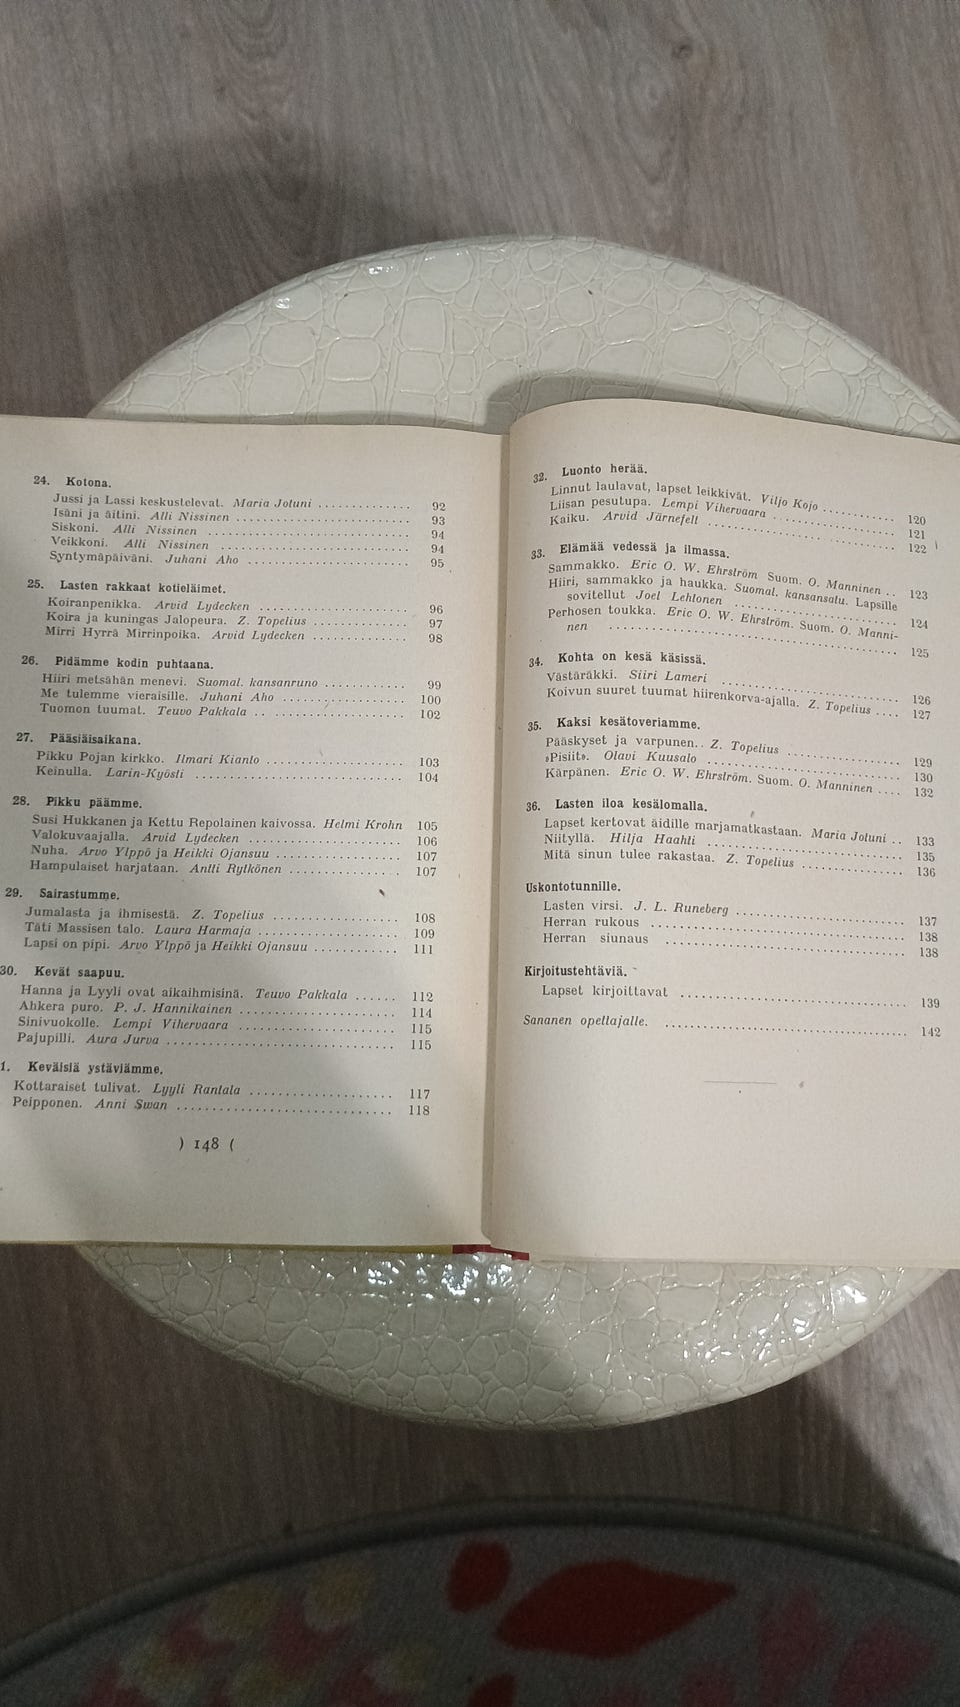 24. Kotona.
Jussi ja Lassi keskustelevat. Maria Jotuni .............. 92
Isäni ja äitini. Alli Nissinen .......................... 93
Siskoni. Alli Nissinen ................................ 94
Veikkoni. Alli Nissinen ............................ 94
Syntymäpäiväni. Juhani Aho .......................... 95
25. Lasten rakkaat kotieläimet.
Koiranpenikka. Arvid Lydecken ...................... 96
Koira ja kuningas Jalopeura. Z. Topelius .............. 97
Mirri Hyrrä Mirrinpoika. Arvid Lydecken .............. 98
26. Pidämme kodin puhtaana.
Hiiri metsähän menevi. Suomal. kansanruno ............ 99
Me tulemme vieraisille. Juhani Aho .................... 100
Tuomon tuumat. Teuvo Pakkala .. .................... 102
27. Pääsiäisaikana.
Pikku Pojan kirkko. Ilmari Kianto ...................... 103
Keinulla. Larin-Kyösti ................................ 104
28. Pikku päämme.
Susi Hukkanen ja Kettu Repolainen kaivossa. Helmi Krohn 105
Valokuvaajalla. Arvid Lydecken ........................ 106
Nuha. Arvo Ylppö ja Heikki Ojansuu .................. 107
Hampulaiset harjataan. Antti Rytkönen ................ 107
29. Sairastumme.
Jumalasta ja ihmisestä. Z. Topelius .................... 108
Täti Massisen talo. Laura Harmaja ...................... 109
Lapsi on pipi. Arvo Ylppö ja Heikki Ojansuu ............ 111
30. Kevät saapuu.
Hanna ja Lyyli ovat aikaihmisinä. Teuvo Pakkala ...... 112
Ahkera puro. P. J. Hannikainen ........................ 114
Sinivuokolle. Lempi Vihervaara ........................ 115
Pajupilli. Aura Jurva .................................. 115
1. Keväisiä ystäviämme.
Kottaraiset tulivat. Lyyli Rantala ...................... 117
Peipponen. Anni Swan ................................ 118
) 148 (
32. Luonto herää.
Linnut laulavat, lapset leikkivät. Viljo Kojo ............ 120
Liisan pesutupa. Lempi Vihervaara .................... 121
Kaiku. Arvid Järnefelt ................................ 122
33. Elämää vedessä ja ilmassa.
Sammakko. Eric O. W. Ehrström Suom. O. Manninen .. 123
Hiiri, sammakko ja haukka. Suomal. kansansatu. Lapsille
sovitellut Joel Lehtonen ............................ 124
Perhosen toukka. Eric O. W. Ehrström. Suom. O. Manni-
nen .............................................. 125
34. Kohta on kesä käsissä.
Västäräkki. Siiri Lameri .............................. 126
Koivun suuret tuumat hiirenkorva-ajalla. Z. Topelius .... 127
35. Kaksi kesätoveriamme.
Pääskyset ja varpunen.. Z. Topelius .................... 129
»Pisiit». Olavi Kuusalo ................................ 130
Kärpänen. Eric O. W. Ehrström. Suom. O. Manninen .... 132
36. Lasten iloa kesälomalla.
Lapset kertovat äidille marjamatkastaan. Maria Jotuni .. 133
Niityllä. Hilja Haahti .................................. 135
Mitä sinun tulee rakastaa. Z. Topelius ................ 136
Uskontotunnille.
Lasten virsi. J. L. Runeberg ............................ 137
Herran rukous ........................................ 138
Herran siunaus ...................................... 138
Kirjoitustehtäviä.
Lapset kirjoittavat .................................... 139
Sananen opettajalle. ...................................... 142